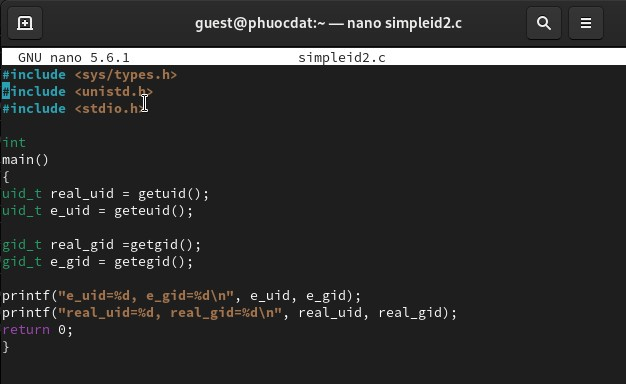 guest@phuocdat:~ — nano simpleid2.c
GNU nano 5.6.1 simpleid2.c
#include <sys/types.h>
#include <unistd.h>
#include <stdio.h>
int
main()
{
uid_t real_uid = getuid();
uid_t e_uid = geteuid();
gid_t real_gid =getgid();
gid_t e_gid = getegid();
printf("e_uid=%d, e_gid=%d\n", e_uid, e_gid);
printf("real_uid=%d, real_gid=%d\n", real_uid, real_gid);
return 0;
}